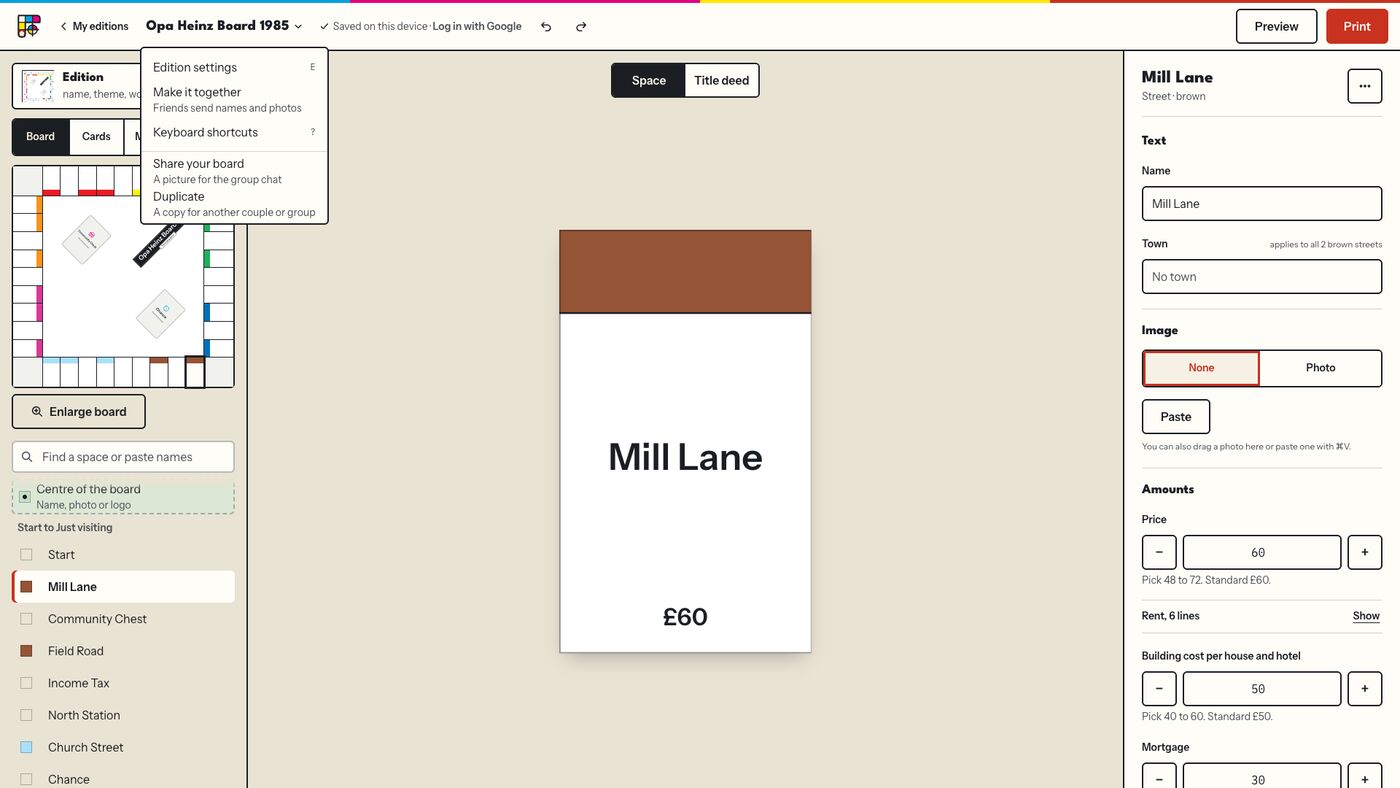 My editions
Opa Heinz Board 1985
Saved on this device · Log in with Google
Preview
Print
Edition settings E
Make it together
Friends send names and photos
Keyboard shortcuts ?
Share your board
A picture for the group chat
Duplicate
A copy for another couple or group
Edition
name, theme, wo
Board
Cards
M
Opa Heinz Board
Chance
Enlarge board
Find a space or paste names
Centre of the board
Name, photo or logo
Start to Just visiting
Start
Mill Lane
Community Chest
Field Road
Income Tax
North Station
Church Street
Chance
Space
Title deed
Mill Lane
£60
Mill Lane
Street · brown
Text
Name
Mill Lane
Town
applies to all 2 brown streets
No town
Image
None
Photo
Paste
You can also drag a photo here or paste one with ⌘V.
Amounts
Price
− 60 +
Pick 48 to 72. Standard £60.
Rent, 6 lines Show
Building cost per house and hotel
− 50 +
Pick 40 to 60. Standard £50.
Mortgage
− 30 +